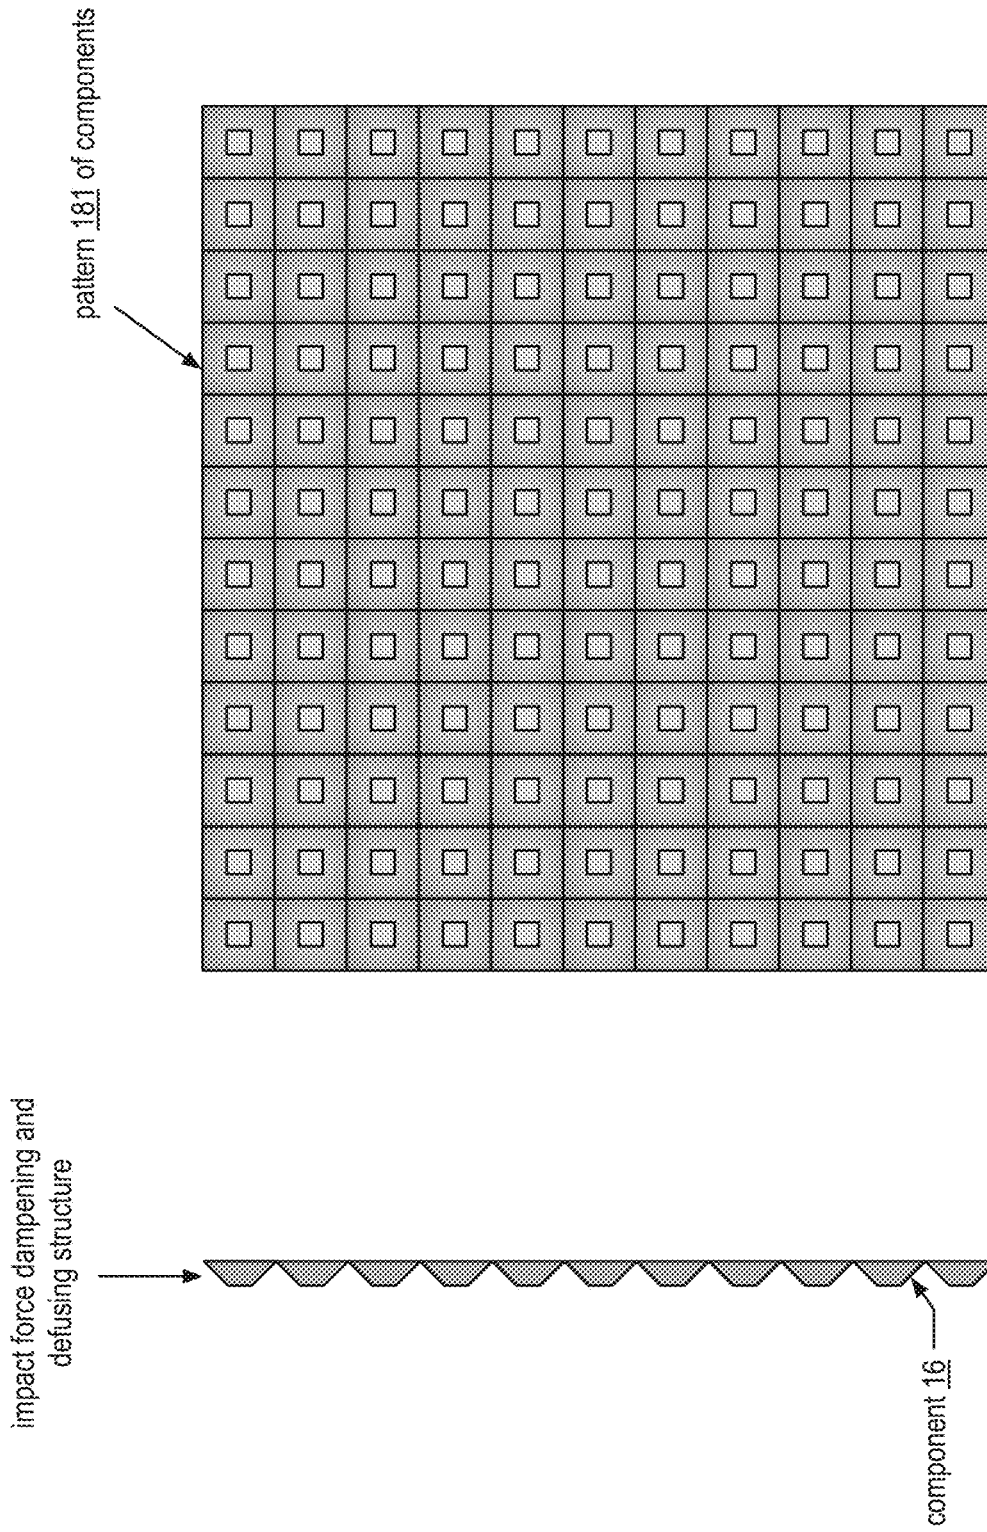 impact force dampening and
defusing structure
component 16
pattern 181 of components